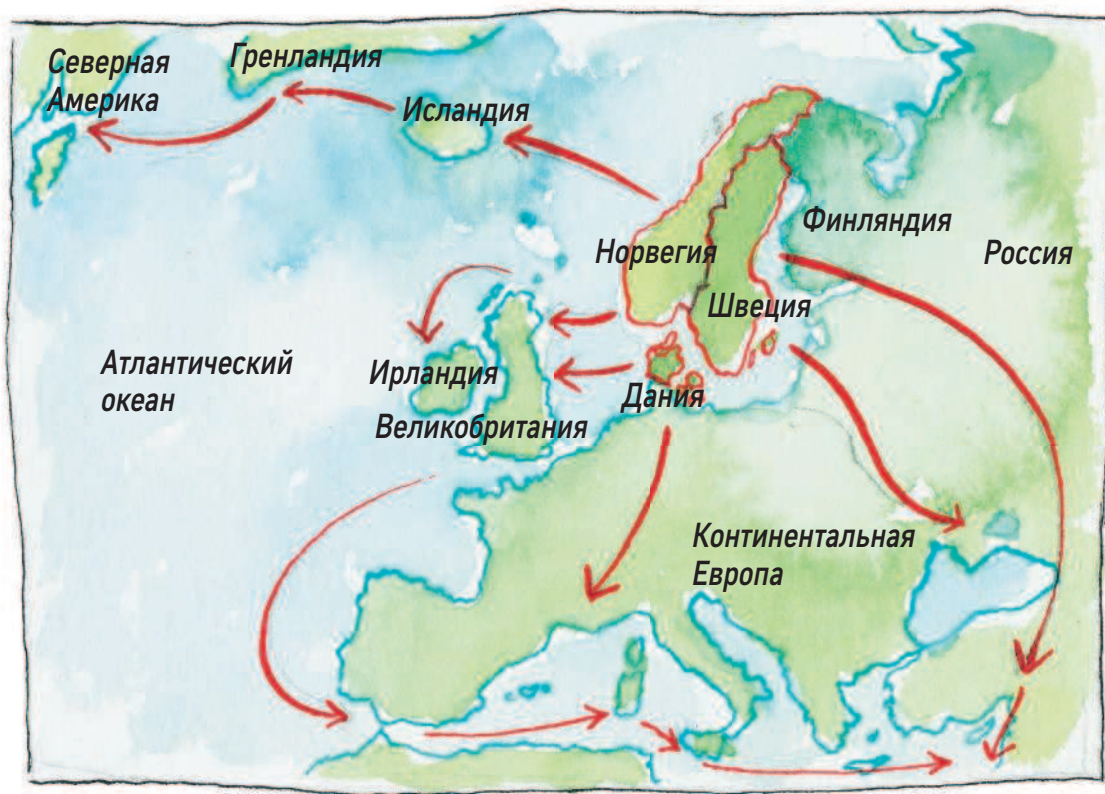 Северная
Америка
Гренландия
Исландия
Норвегия
Финляндия
Россия
Швеция
Атлантический
океан
Ирландия
Дания
Великобритания
Континентальная
Европа